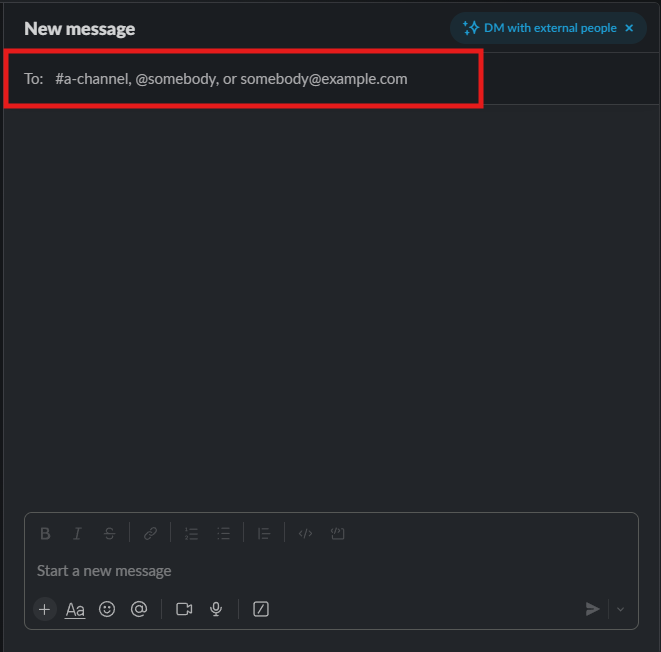 New message
DM with external people
To: #a-channel, @somebody, or somebody@example.com
B I S
Start a new message
Aa